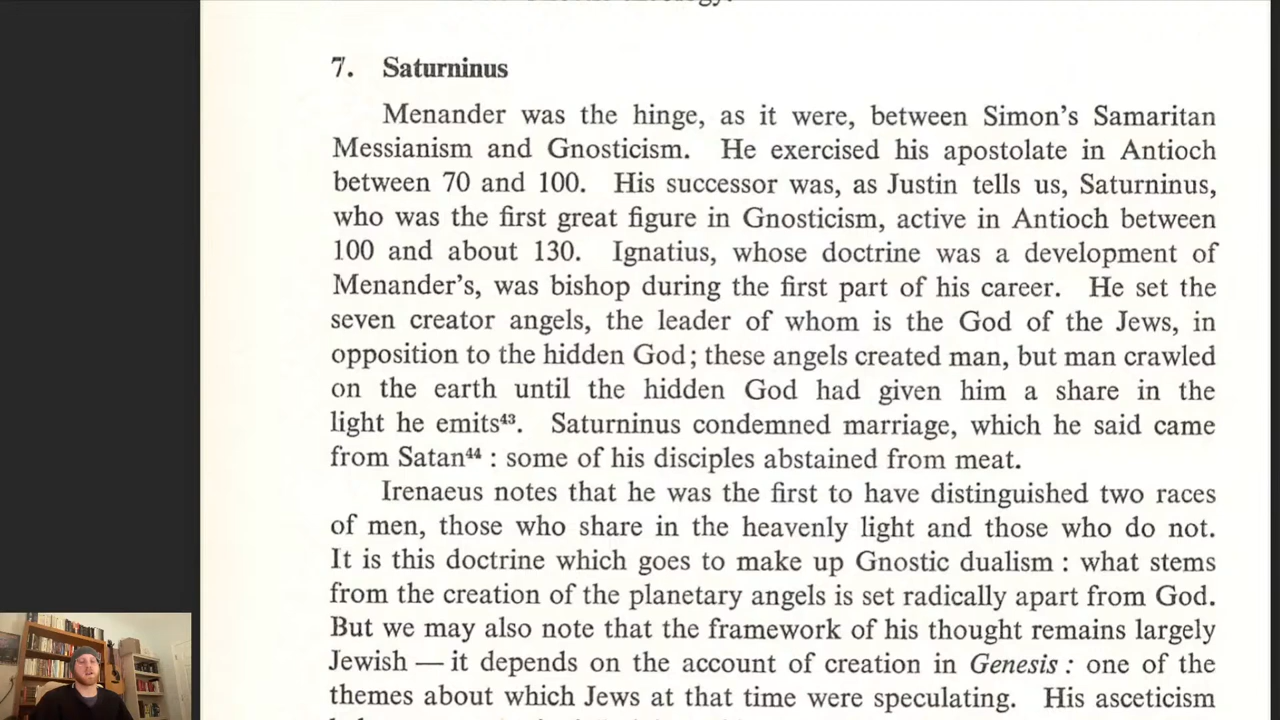 7. Saturninus
Menander was the hinge, as it were, between Simon's Samaritan
Messianism and Gnosticism. He exercised his apostolate in Antioch
between 70 and 100. His successor was, as Justin tells us, Saturninus,
who was the first great figure in Gnosticism, active in Antioch between
100 and about 130. Ignatius, whose doctrine was a development of
Menander's, was bishop during the first part of his career. He set the
seven creator angels, the leader of whom is the God of the Jews, in
opposition to the hidden God; these angels created man, but man crawled
on the earth until the hidden God had given him a share in the
light he emits⁴³. Saturninus condemned marriage, which he said came
from Satan⁴⁴ : some of his disciples abstained from meat.
Irenaeus notes that he was the first to have distinguished two races
of men, those who share in the heavenly light and those who do not.
It is this doctrine which goes to make up Gnostic dualism : what stems
from the creation of the planetary angels is set radically apart from God.
But we may also note that the framework of his thought remains largely
Jewish — it depends on the account of creation in Genesis : one of the
themes about which Jews at that time were speculating. His asceticism